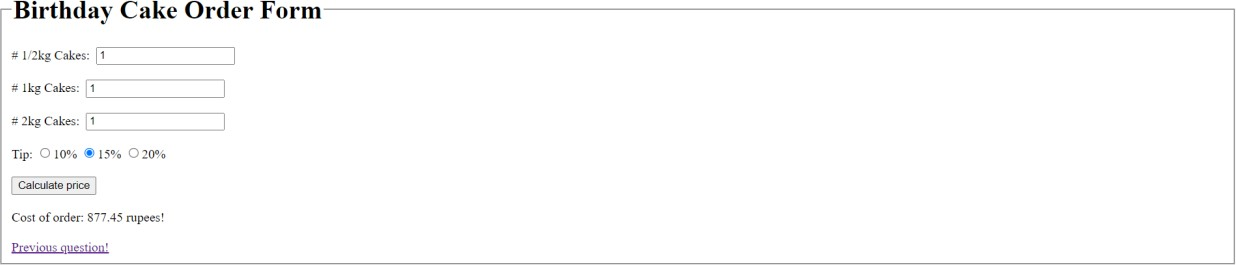 Birthday Cake Order Form
# 1/2kg Cakes: 1
# 1kg Cakes: 1
# 2kg Cakes: 1
Tip: 10% 15% 20%
Calculate price
Cost of order: 877.45 rupees!
Previous question!